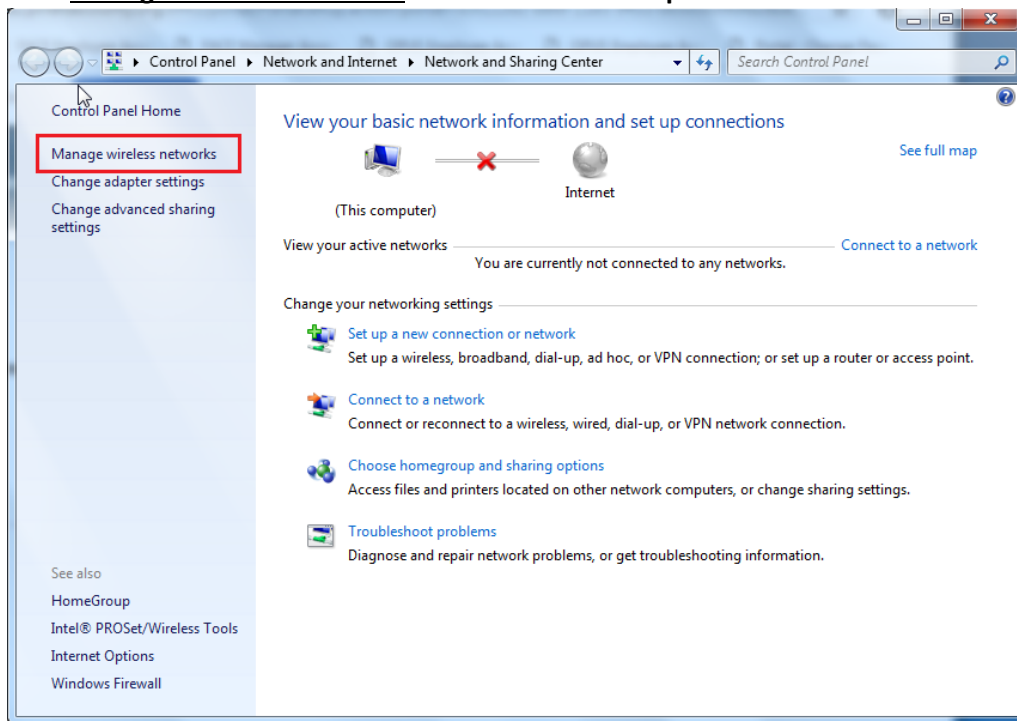 Control Panel ▸ Network and Internet ▸ Network and Sharing Center
Search Control Panel
Control Panel Home
Manage wireless networks
Change adapter settings
Change advanced sharing
settings
See also
HomeGroup
Intel® PROSet/Wireless Tools
Internet Options
Windows Firewall
View your basic network information and set up connections
See full map
(This computer)
Internet
View your active networks
Connect to a network
You are currently not connected to any networks.
Change your networking settings
Set up a new connection or network
Set up a wireless, broadband, dial-up, ad hoc, or VPN connection; or set up a router or access point.
Connect to a network
Connect or reconnect to a wireless, wired, dial-up, or VPN network connection.
Choose homegroup and sharing options
Access files and printers located on other network computers, or change sharing settings.
Troubleshoot problems
Diagnose and repair network problems, or get troubleshooting information.